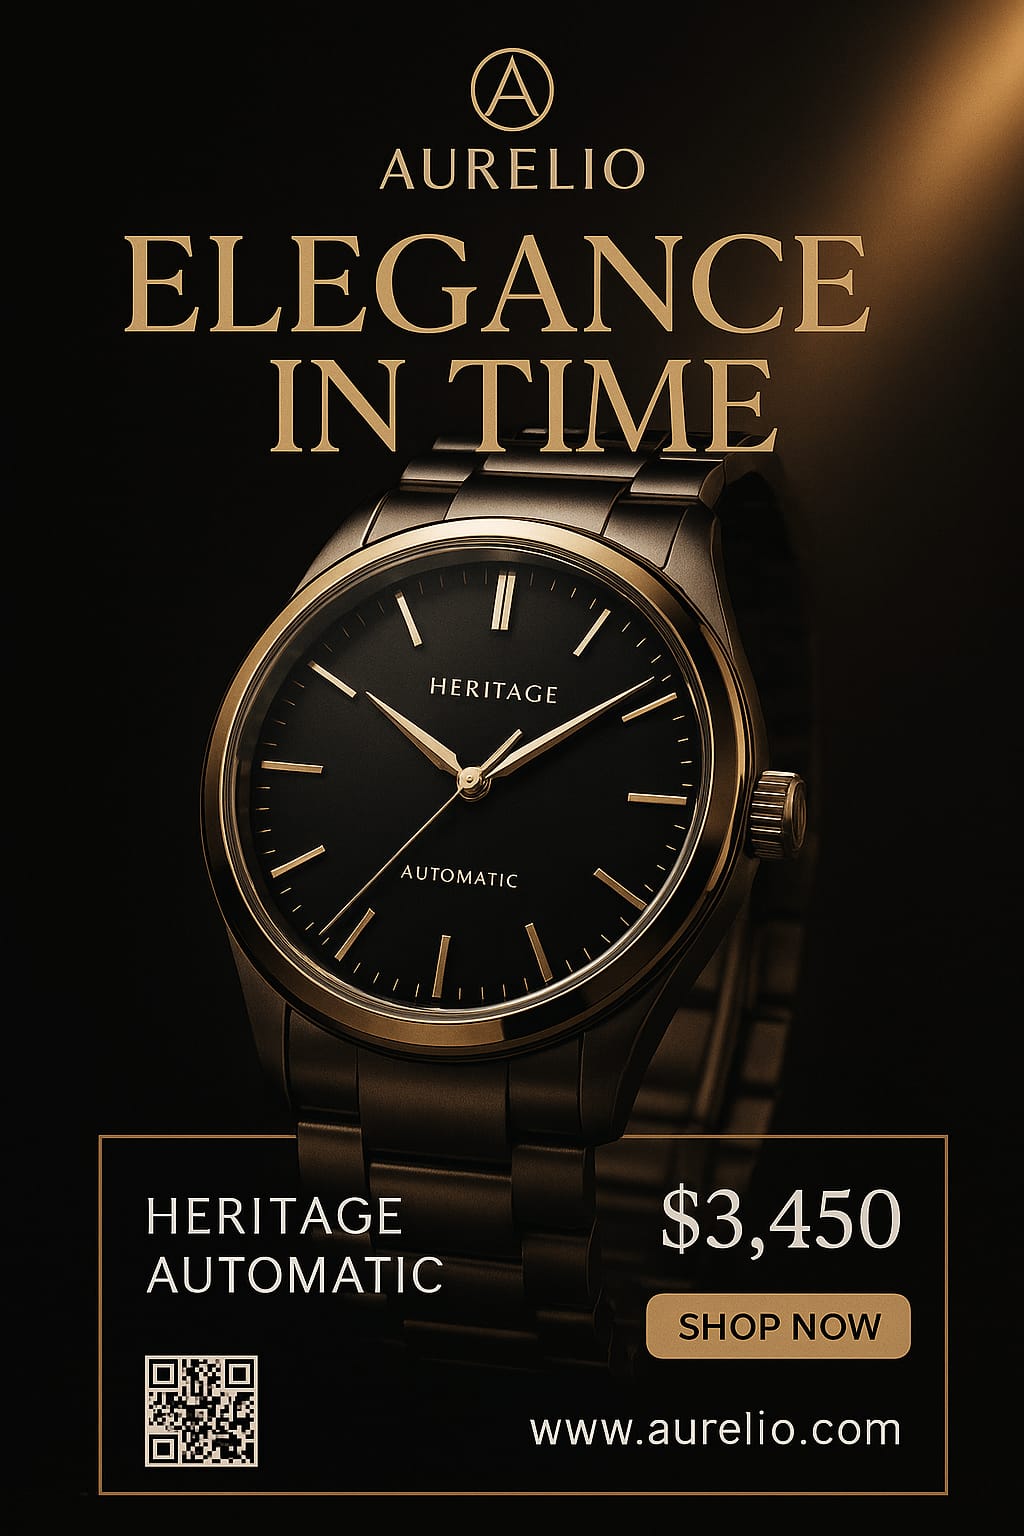 A
AURELIO
ELEGANCE
IN TIME
HERITAGE
AUTOMATIC
HERITAGE
AUTOMATIC
$3,450
SHOP NOW
www.aurelio.com